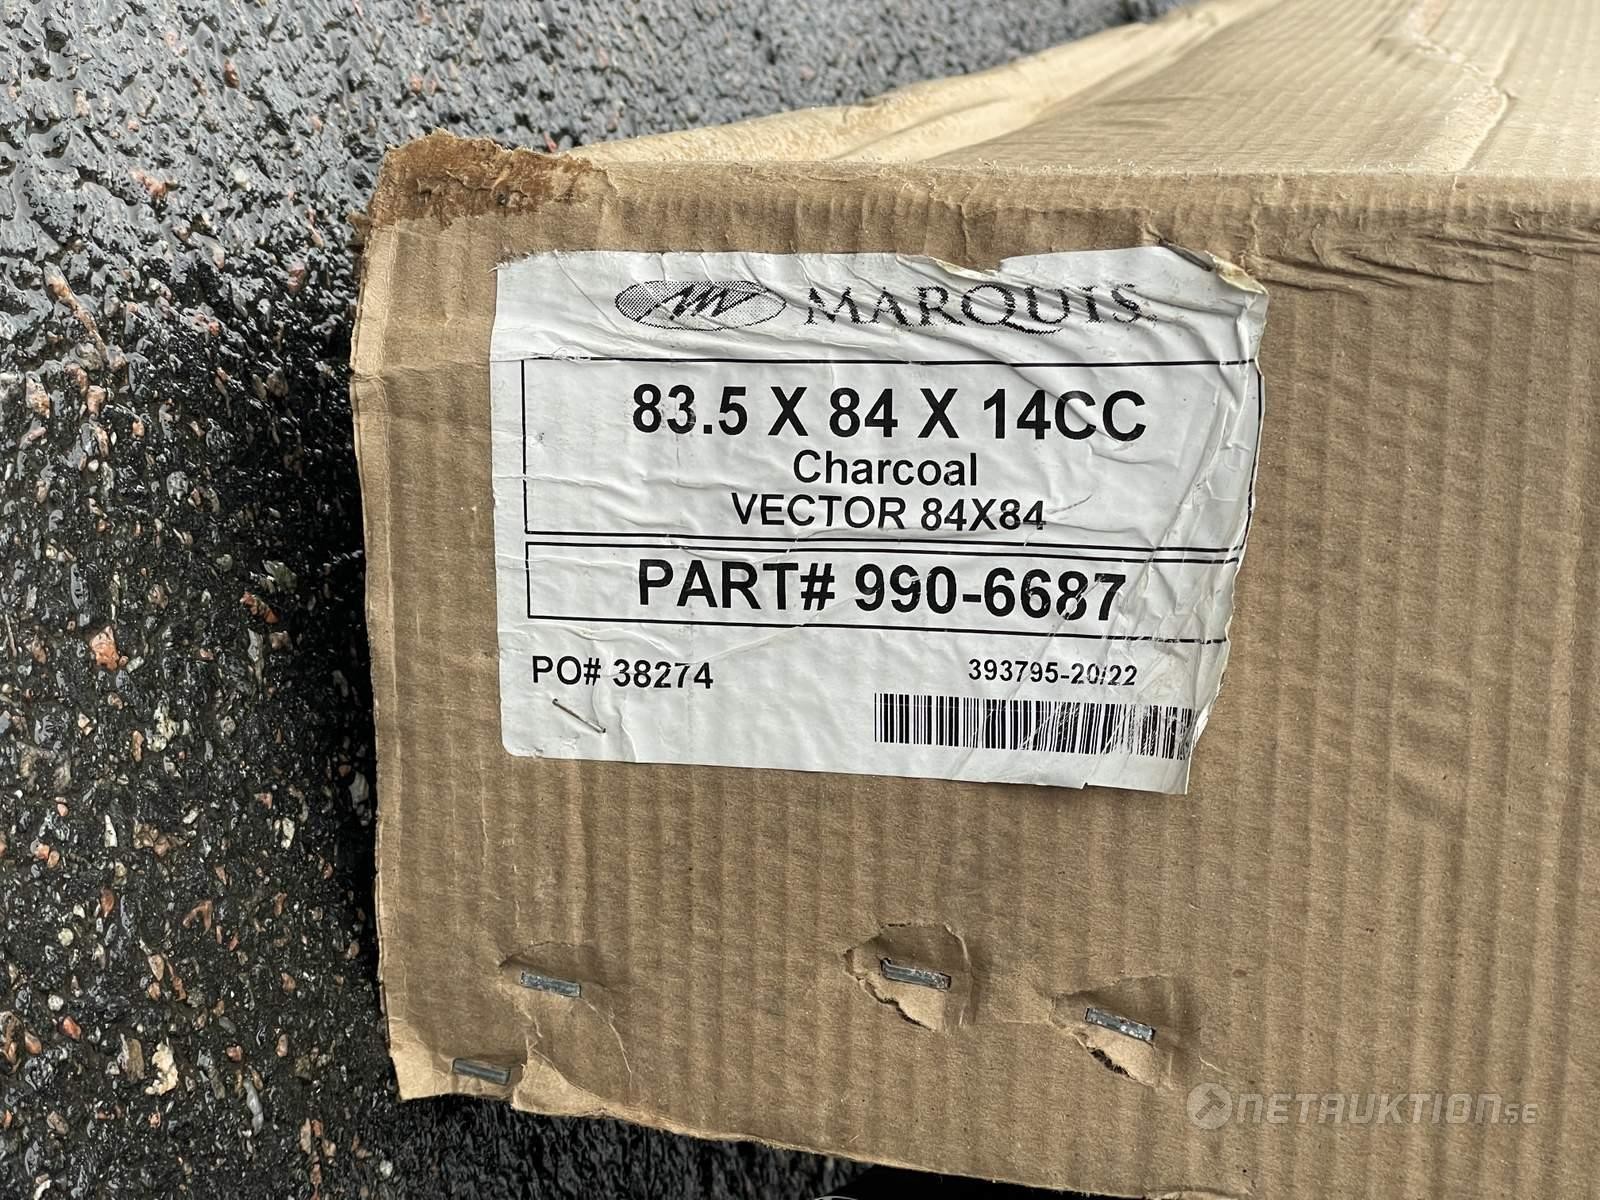 MARQUIS
83.5 X 84 X 14CC
Charcoal
VECTOR 84X84
PART# 990-6687
PO# 38274
393795-20/22
NETAUKTION.SE